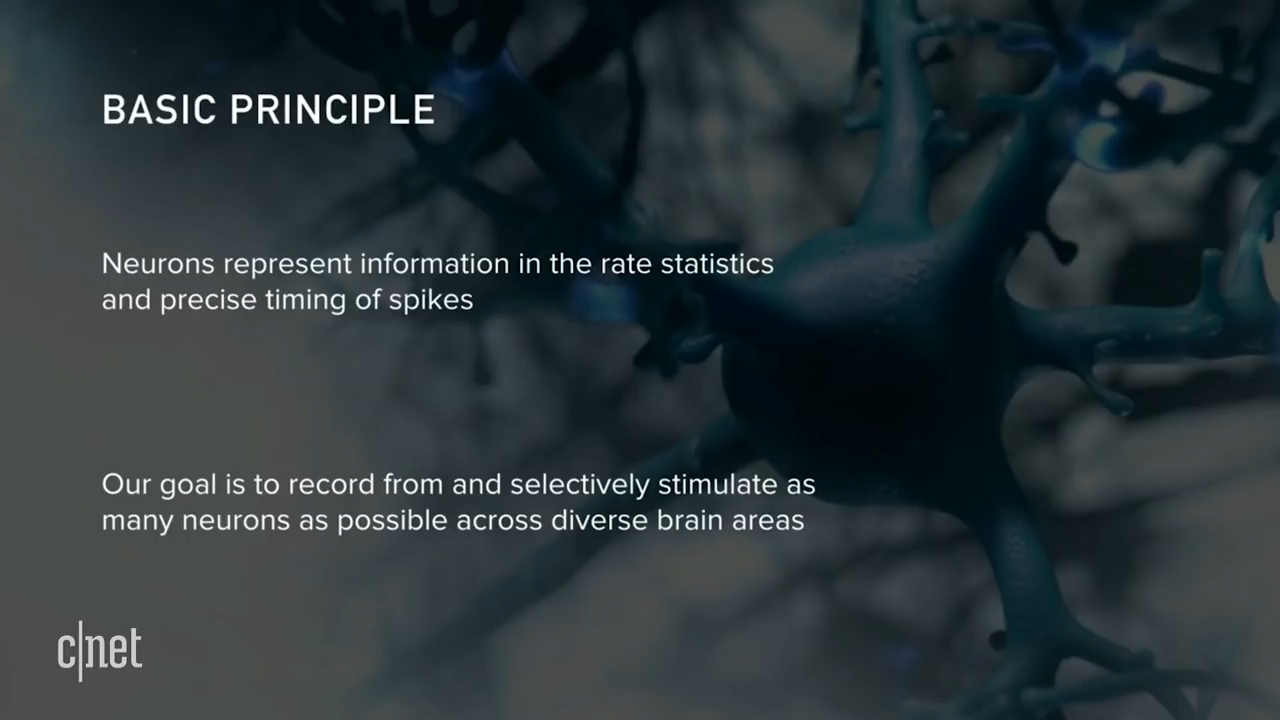 BASIC PRINCIPLE
Neurons represent information in the rate statistics
and precise timing of spikes
Our goal is to record from and selectively stimulate as
many neurons as possible across diverse brain areas
c|net